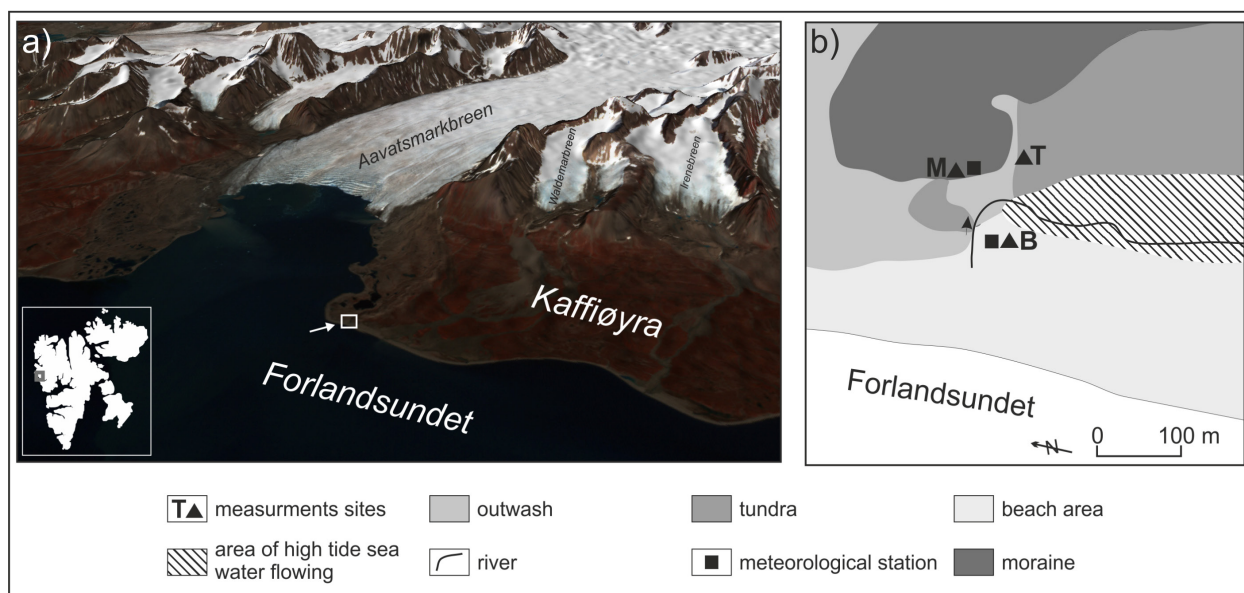 a)
Aavatsmarkbreen
Waldemarbreen
Irenebreen
Kaffiøyra
Forlandsundet
b)
M
T
B
Forlandsundet
N
0 100 m
T measurments sites
outwash
tundra
beach area
area of high tide sea
water flowing
river
meteorological station
moraine